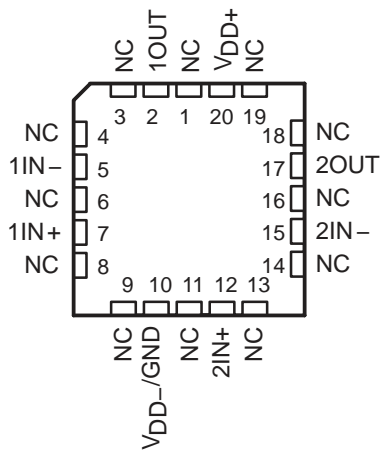 NC 1OUT NC VDD+ NC
3 2 1 20 19
NC 4 18 NC
1IN− 5 17 2OUT
NC 6 16 NC
1IN+ 7 15 2IN−
NC 8 14 NC
9 10 11 12 13
NC VDD−/GND NC 2IN+ NC